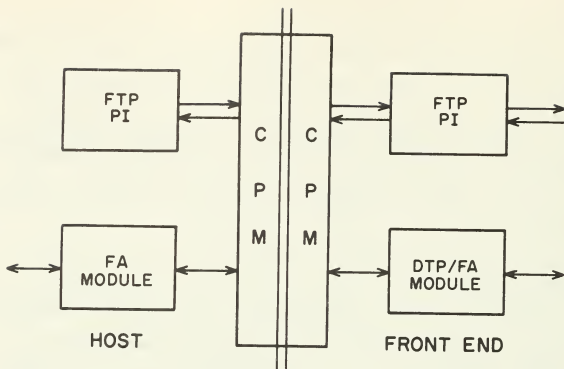 FTP
PI
C
P
M
C
P
M
FTP
PI
FA
MODULE
DTP/FA
MODULE
HOST
FRONT END